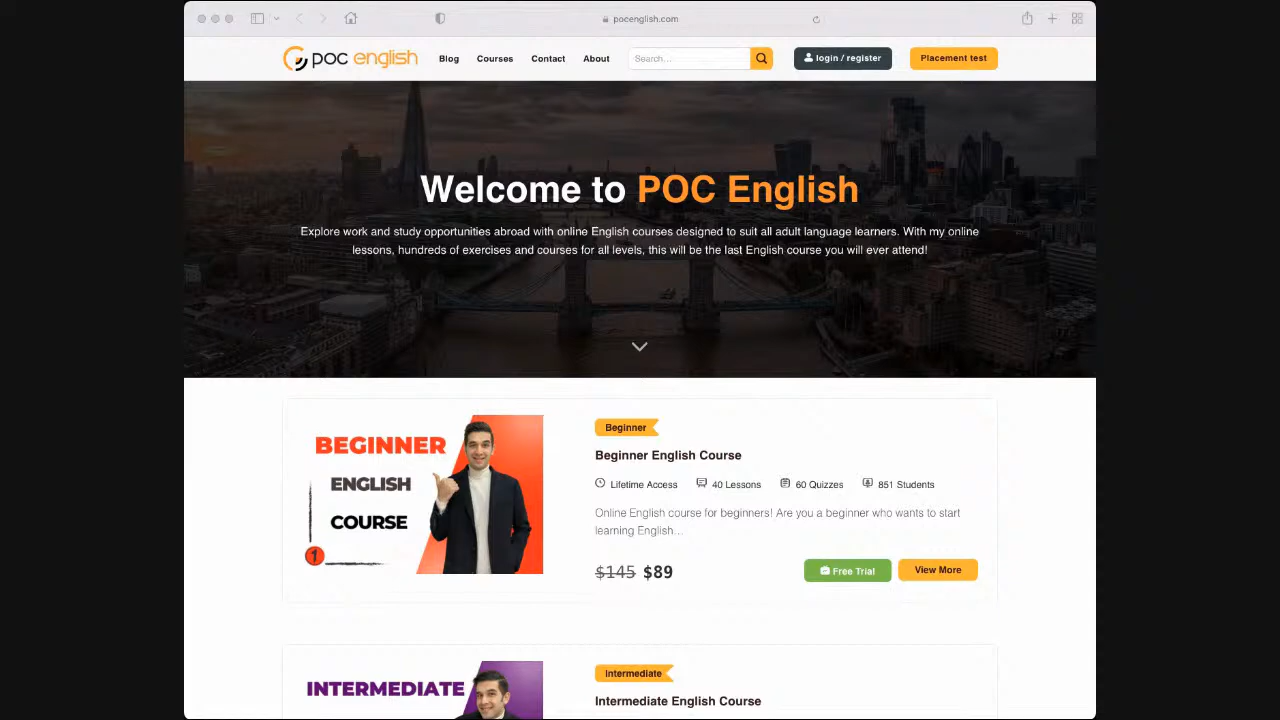 pocenglish.com
poc english
Blog
Courses
Contact
About
Search...
login / register
Placement test
Welcome to POC English
Explore work and study opportunities abroad with online English courses designed to suit all adult language learners. With my online
lessons, hundreds of exercises and courses for all levels, this will be the last English course you will ever attend!
BEGINNER
ENGLISH
COURSE
1
Beginner
Beginner English Course
Lifetime Access
40 Lessons
60 Quizzes
851 Students
Online English course for beginners! Are you a beginner who wants to start
learning English...
$145 $89
Free Trial
View More
INTERMEDIATE
Intermediate
Intermediate English Course